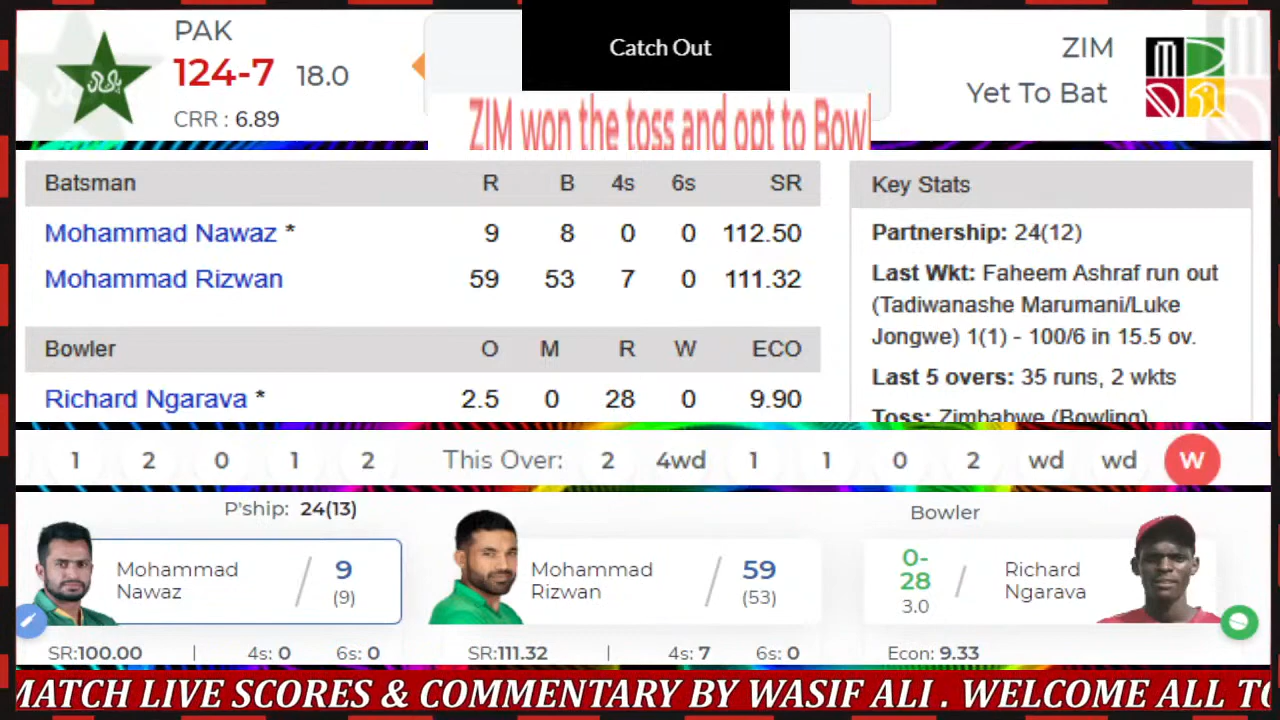 PAK
124-7 18.0
CRR : 6.89
Catch Out
ZIM won the toss and opt to Bowl
ZIM
Yet To Bat
Batsman R B 4s 6s SR
Mohammad Nawaz * 9 8 0 0 112.50
Mohammad Rizwan 59 53 7 0 111.32
Bowler O M R W ECO
Richard Ngarava * 2.5 0 28 0 9.90
Key Stats
Partnership: 24(12)
Last Wkt: Faheem Ashraf run out
(Tadiwanashe Marumani/Luke
Jongwe) 1(1) - 100/6 in 15.5 ov.
Last 5 overs: 35 runs, 2 wkts
Toss: Zimbabwe (Bowling)
1 2 0 1 2 This Over: 2 4wd 1 1 0 2 wd wd W
P'ship: 24(13)
Mohammad
Nawaz
9
(9)
SR:100.00 | 4s: 0 6s: 0
Mohammad
Rizwan
59
(53)
SR:111.32 | 4s: 7 6s: 0
Bowler
0-
28
3.0
Richard
Ngarava
Econ: 9.33
MATCH LIVE SCORES & COMMENTARY BY WASIF ALI . WELCOME ALL TO